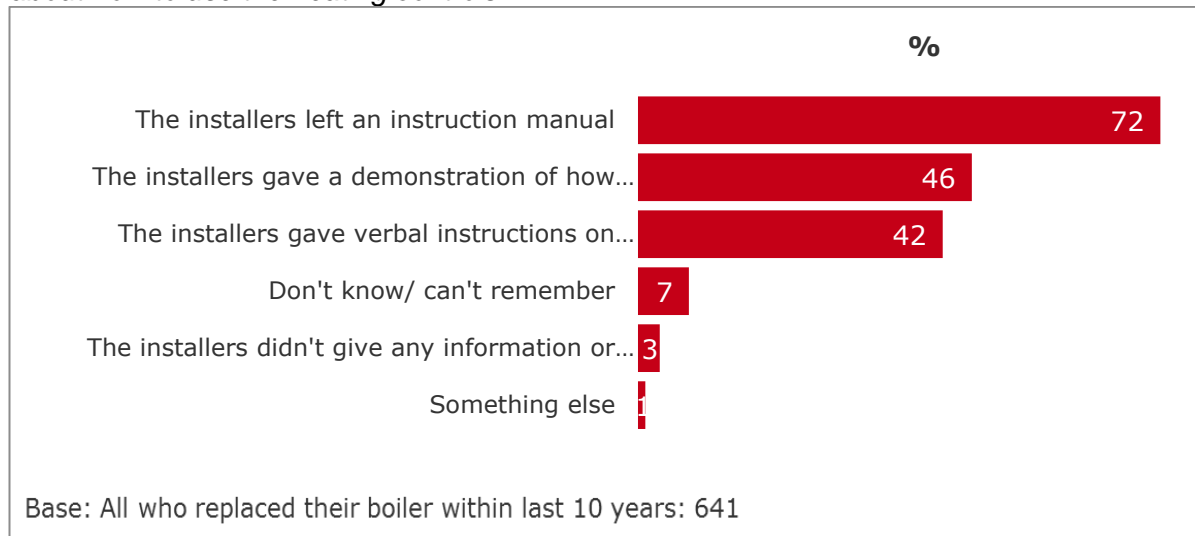 %
The installers left an instruction manual 72
The installers gave a demonstration of how… 46
The installers gave verbal instructions on… 42
Don't know/ can't remember 7
The installers didn't give any information or… 3
Something else 1
Base: All who replaced their boiler within last 10 years: 641